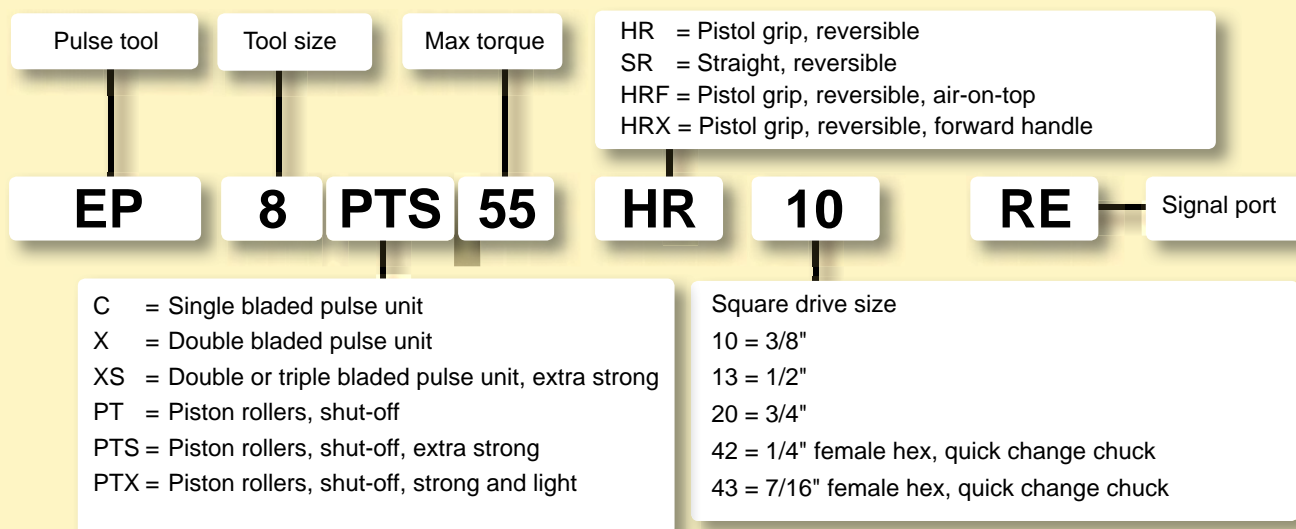 Pulse tool
Tool size
Max torque
HR = Pistol grip, reversible
SR = Straight, reversible
HRF = Pistol grip, reversible, air-on-top
HRX = Pistol grip, reversible, forward handle
EP 8 PTS 55 HR 10 RE Signal port
C = Single bladed pulse unit
X = Double bladed pulse unit
XS = Double or triple bladed pulse unit, extra strong
PT = Piston rollers, shut-off
PTS = Piston rollers, shut-off, extra strong
PTX = Piston rollers, shut-off, strong and light
Square drive size
10 = 3/8"
13 = 1/2"
20 = 3/4"
42 = 1/4" female hex, quick change chuck
43 = 7/16" female hex, quick change chuck